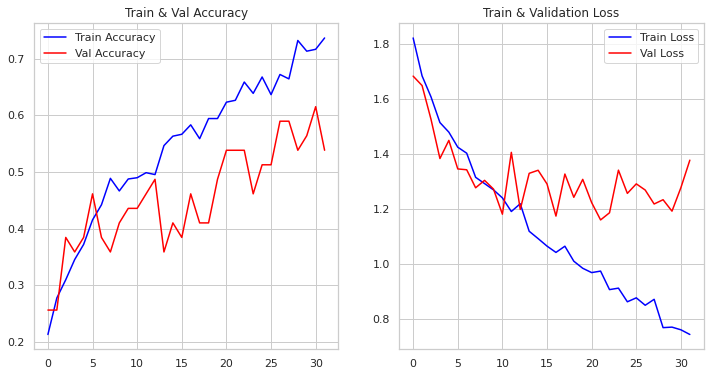 Train & Val Accuracy
Train Accuracy
Val Accuracy
0.7
0.6
0.5
0.4
0.3
0.2
0 5 10 15 20 25 30
Train & Validation Loss
Train Loss
Val Loss
1.8
1.6
1.4
1.2
1.0
0.8
0 5 10 15 20 25 30